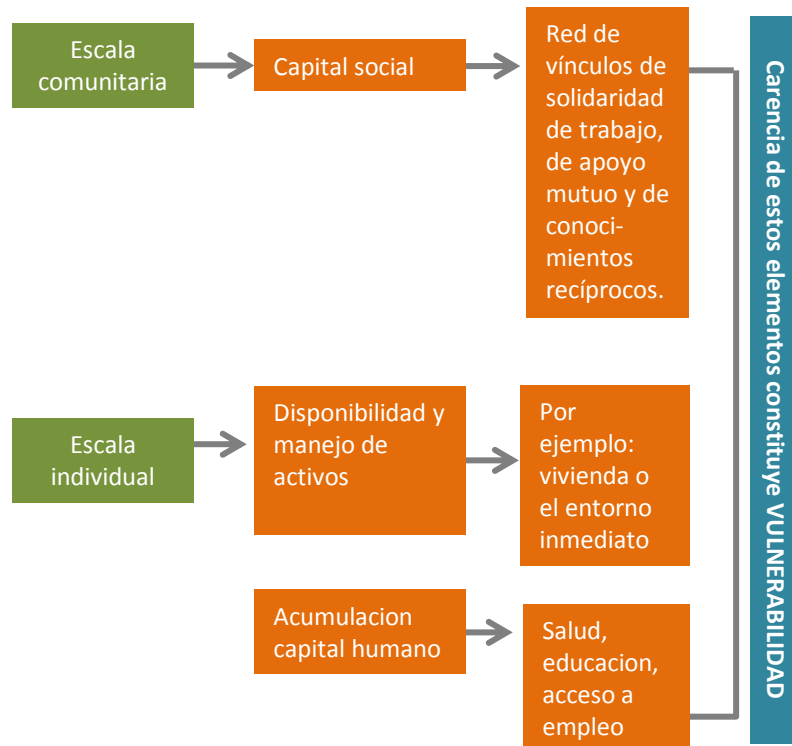 Escala
comunitaria
Capital social
Red de
vínculos de
solidaridad
de trabajo,
de apoyo
mutuo y de
conoci-
mientos
recíprocos.
Escala
individual
Disponibilidad y
manejo de
activos
Por
ejemplo:
vivienda o
el entorno
inmediato
Acumulacion
capital humano
Salud,
educacion,
acceso a
empleo
Carencia de estos elementos constituye VULNERABILIDAD